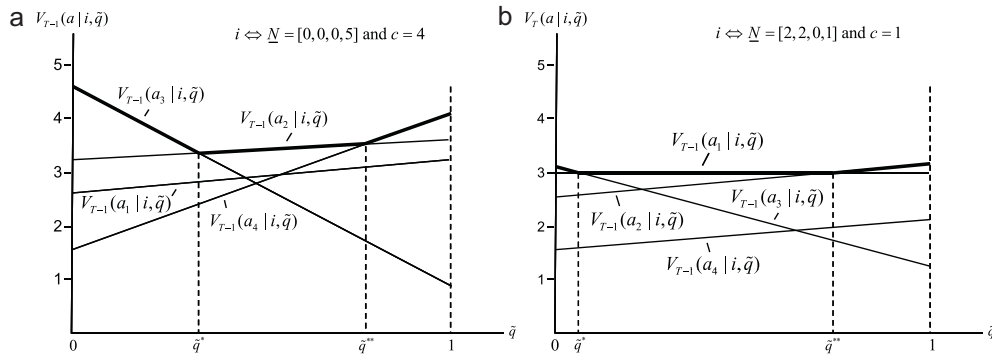 a
V_{T-1}(a | i, q̃)
i ⇔ N = [0,0,0,5] and c = 4
5
4
3
2
1
V_{T-1}(a_3 | i, q̃)
V_{T-1}(a_2 | i, q̃)
V_{T-1}(a_1 | i, q̃)
V_{T-1}(a_4 | i, q̃)
0
q̃*
q̃**
1
q̃
b
V_T(a | i, q̃)
i ⇔ N = [2,2,0,1] and c = 1
5
4
3
2
1
V_{T-1}(a_1 | i, q̃)
V_{T-1}(a_2 | i, q̃)
V_{T-1}(a_3 | i, q̃)
V_{T-1}(a_4 | i, q̃)
0
q̃*
q̃**
1
q̃